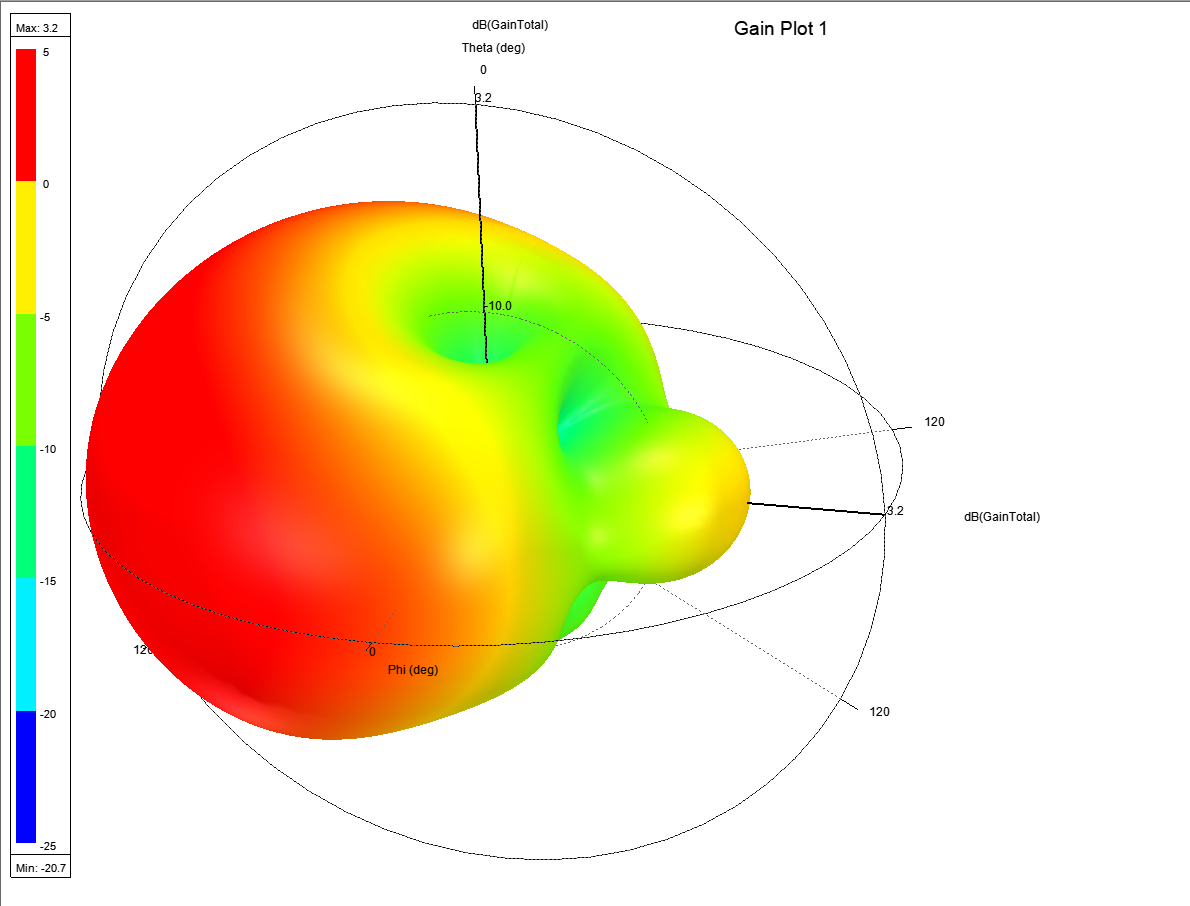 Max: 3.2
5
0
-5
-10
-15
-20
-25
Min: -20.7
dB(GainTotal)
Theta (deg)
0
3.2
Gain Plot 1
-10.0
120
3.2
dB(GainTotal)
0
Phi (deg)
120